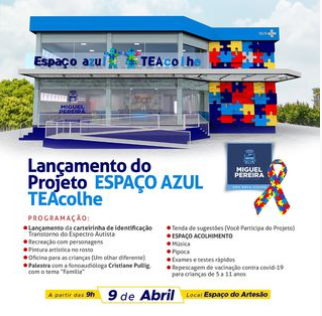 Espaço azul TEAcolhe
MIGUEL
PEREIRA
Lançamento do
Projeto ESPAÇO AZUL
TEAcolhe
MIGUEL
PEREIRA
PROGRAMAÇÃO:
Lançamento da carteirinha de identificação
Transtorno do Espectro Autista
Recreação com personagens
Pintura artística no rosto
Oficina para as crianças (Um olhar diferente)
Palestra com a fonoaudióloga Cristiane Pullig,
com o tema "Família"
Tenda de sugestões (Você Participa do Projeto)
ESPAÇO ACOLHIMENTO
Música
Pipoca
Exames e testes rápidos
Repescagem de vacinação contra covid-19
para crianças de 5 a 11 anos
A partir das 9h 9 de Abril Local Espaço do Artesão